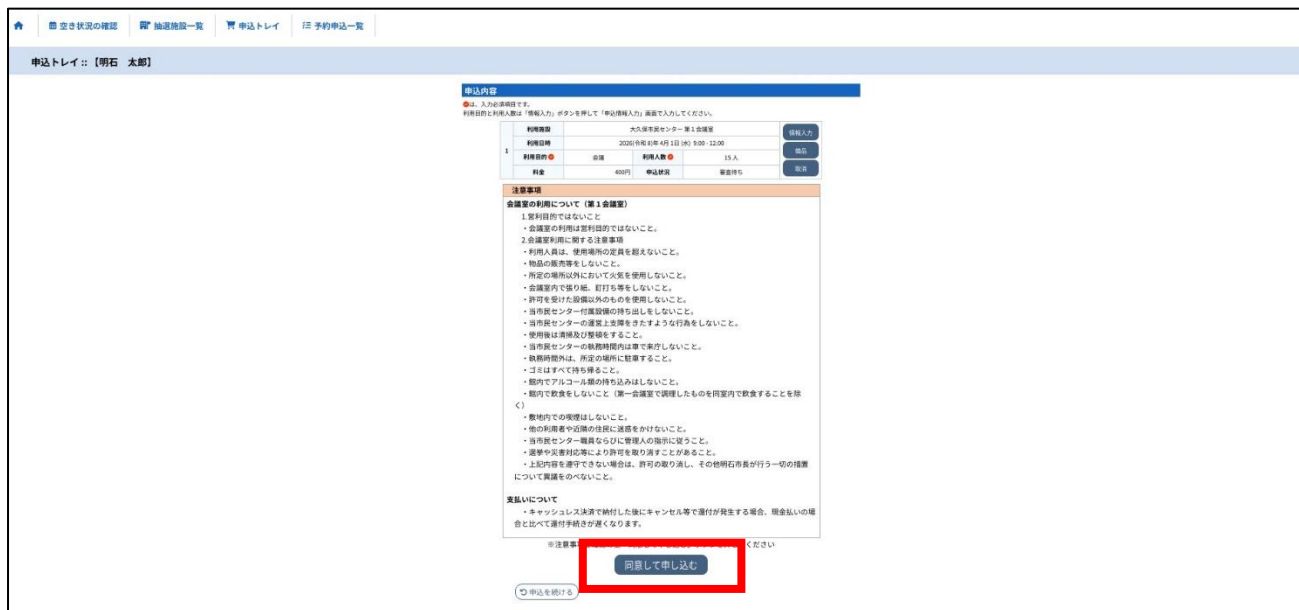 空き状況の確認 抽選施設一覧 申込トレイ 予約申込一覧
申込トレイ::【明石 太郎】
申込内容
は、入力必須項目です。
利用目的と利用人数は「情報入力」ボタンを押して「申込情報入力」画面で入力してください。
1
利用施設 大久保市民センター 第１会議室
利用日時 2026(令和 8)年 4月 1日 (水) 9:00 - 12:00
利用目的 会議 利用人数 15 人
料金 400円 申込状況 審査待ち
情報入力
備品
取消
注意事項
会議室の利用について（第１会議室）
1.営利目的ではないこと
・会議室の利用は営利目的ではないこと。
2.会議室利用に関する注意事項
・利用人員は、使用場所の定員を超えないこと。
・物品の販売等をしないこと。
・所定の場所以外において火気を使用しないこと。
・会議室内で張り紙、釘打ち等をしないこと。
・許可を受けた設備以外のものを使用しないこと。
・当市民センター付属設備の持ち出しをしないこと。
・当市民センターの運営上支障をきたすような行為をしないこと。
・使用後は清掃及び整頓をすること。
・当市民センターの執務時間内は車で来庁しないこと。
・執務時間外は、所定の場所に駐車すること。
・ゴミはすべて持ち帰ること。
・館内でアルコール類の持ち込みはしないこと。
・館内で飲食をしないこと（第一会議室で調理したものを同室内で飲食することを除
く）
・敷地内での喫煙はしないこと。
・他の利用者や近隣の住民に迷惑をかけないこと。
・当市民センター職員ならびに管理人の指示に従うこと。
・選挙や災害対応等により許可を取り消すことがあること。
・上記内容を遵守できない場合は、許可の取り消し、その他明石市長が行う一切の措置
について異議をのべないこと。
支払いについて
・キャッシュレス決済で納付した後にキャンセル等で還付が発生する場合、現金払いの場
合と比べて還付手続きが遅くなります。
※注意事 ください
同意して申し込む
申込を続ける